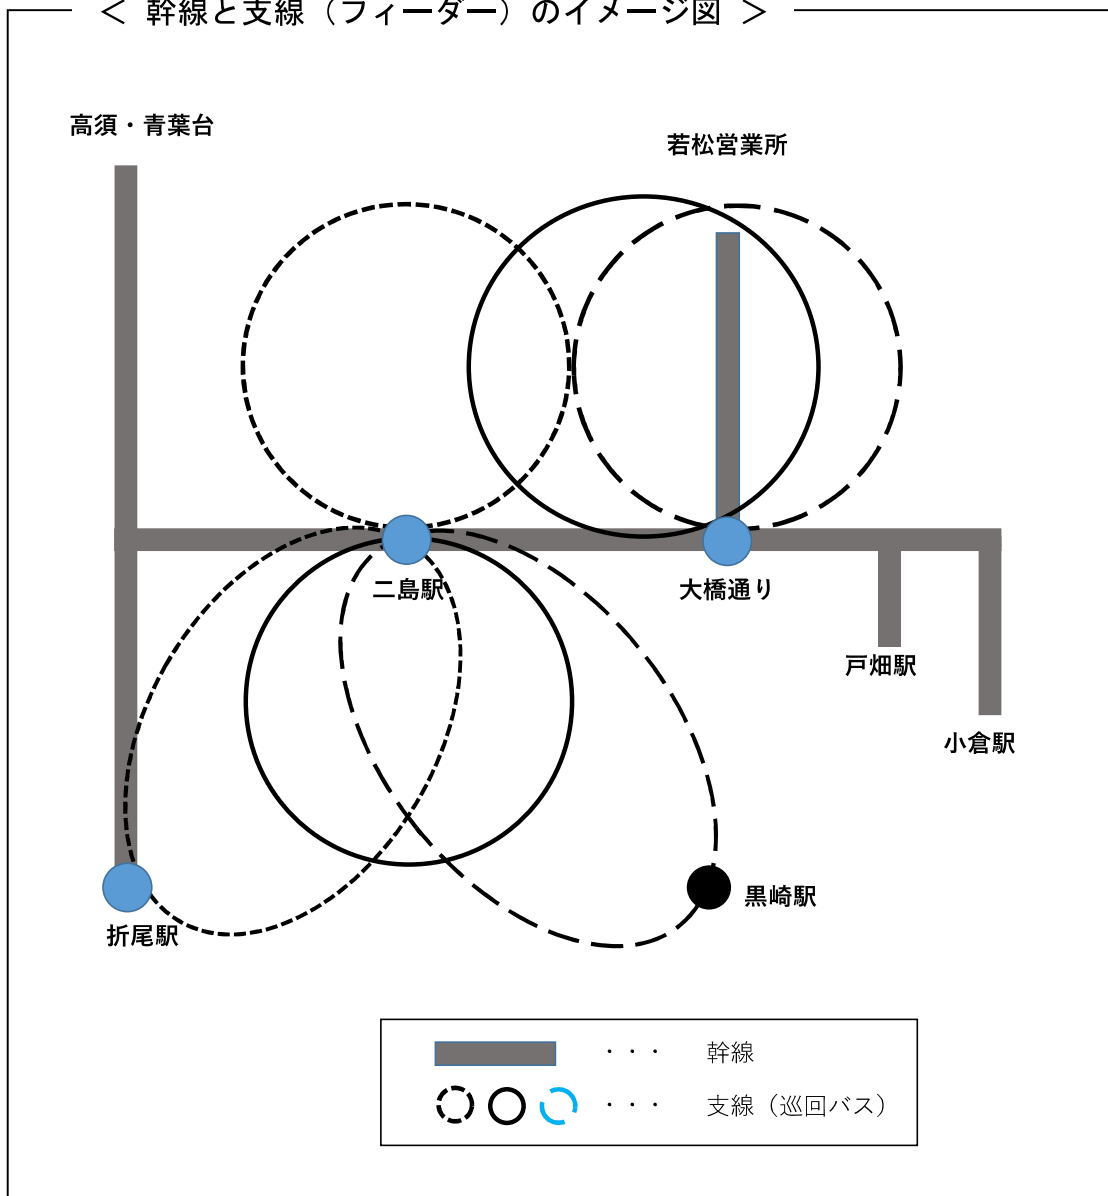 ＜ 幹線と支線（フィーダー）のイメージ図 ＞
高須・青葉台
若松営業所
二島駅
大橋通り
戸畑駅
小倉駅
黒崎駅
折尾駅
・・・ 幹線
・・・ 支線（巡回バス）